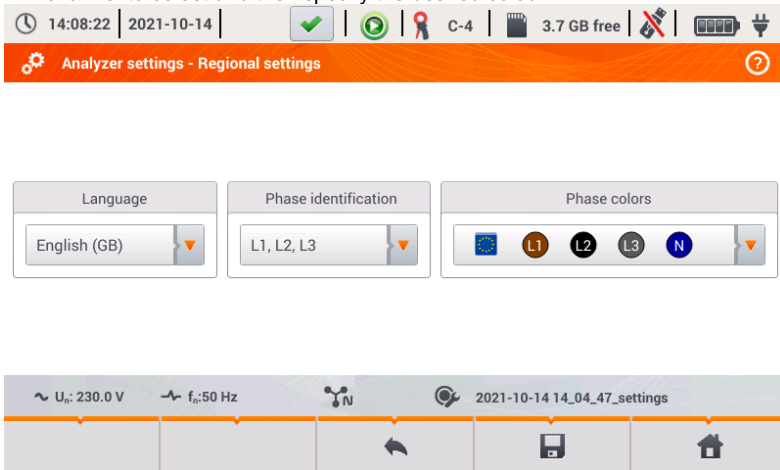 14:08:22 2021-10-14 C-4 3.7 GB free
Analyzer settings - Regional settings ?
Language Phase identification Phase colors
English (GB) L1, L2, L3 L1 L2 L3 N
Uₙ: 230.0 V fₙ:50 Hz N 2021-10-14 14_04_47_settings